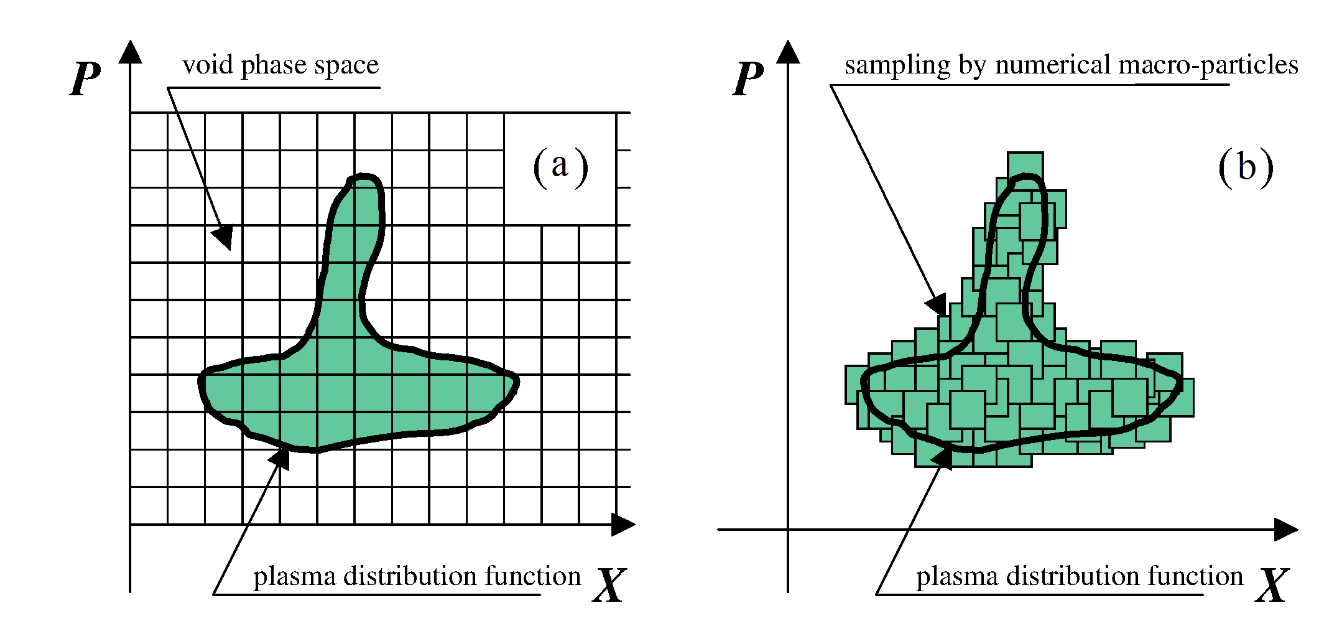 void phase space
P
(a)
plasma distribution function
X
sampling by numerical macro-particles
P
(b)
plasma distribution function
X